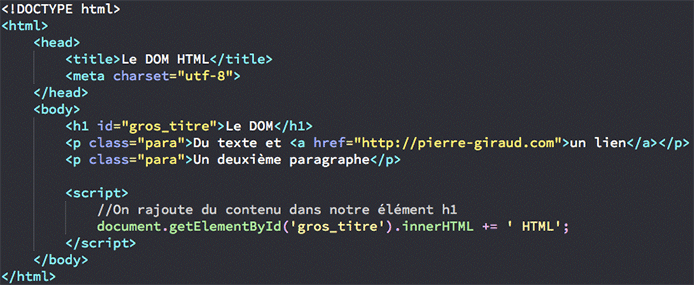 <!DOCTYPE html>
<html>
    <head>
        <title>Le DOM HTML</title>
        <meta charset="utf-8">
    </head>
    <body>
        <h1 id="gros_titre">Le DOM</h1>
        <p class="para">Du texte et <a href="http://pierre-giraud.com">un lien</a></p>
        <p class="para">Un deuxième paragraphe</p>

        <script>
            //On rajoute du contenu dans notre élément h1
            document.getElementById('gros_titre').innerHTML += ' HTML';
        </script>
    </body>
</html>